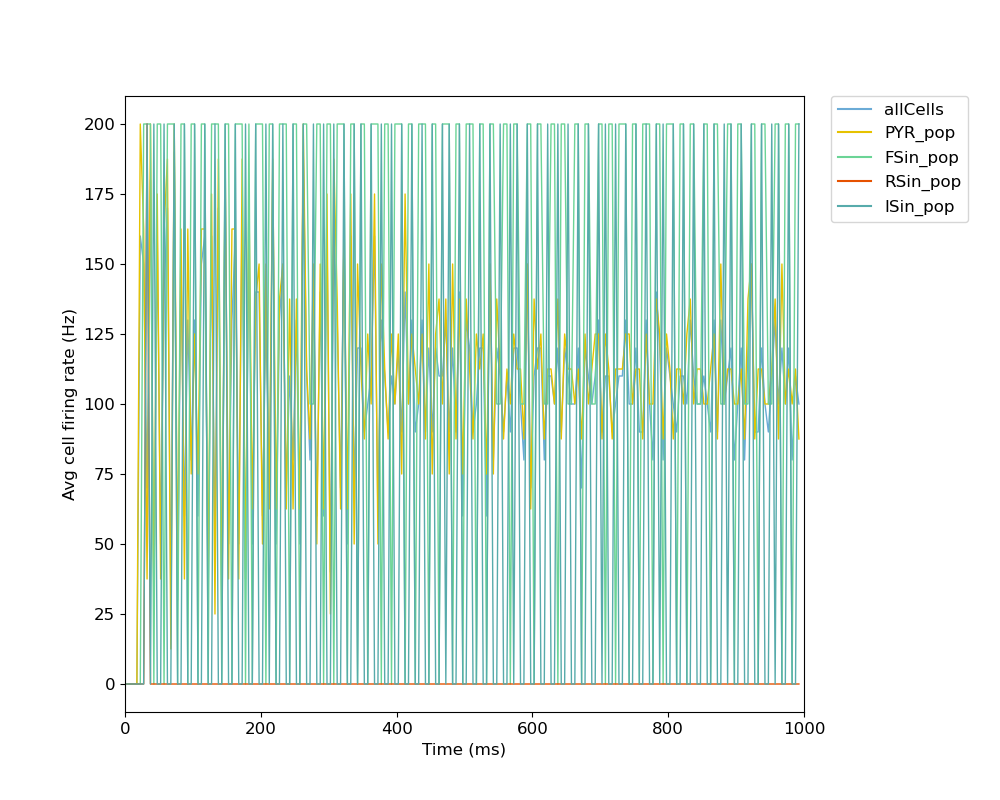 200
175
150
125
100
75
50
25
0
Avg cell firing rate (Hz)
0 200 400 600 800 1000
Time (ms)
allCells
PYR_pop
FSin_pop
RSin_pop
ISin_pop